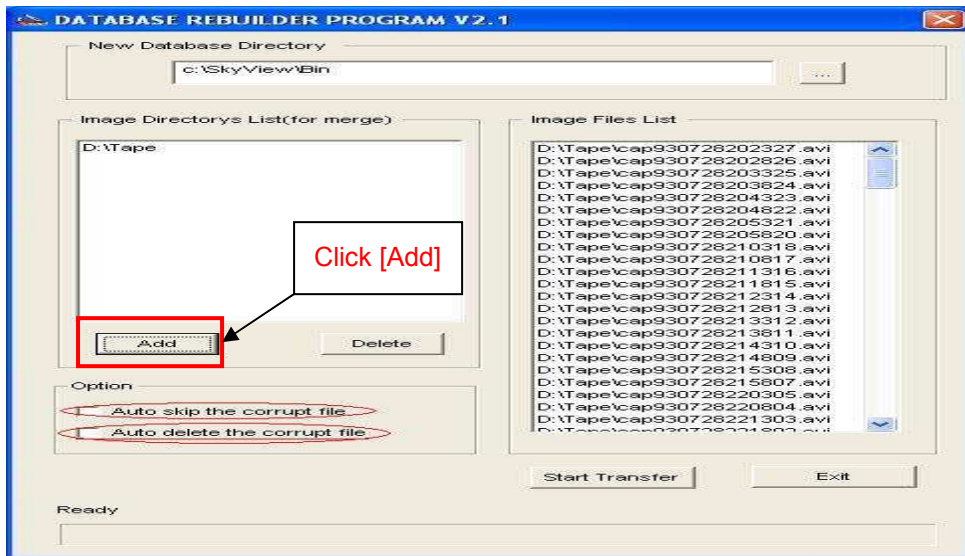 DATABASE REBUILDER PROGRAM V2.1
New Database Directory
c:\SkyView\Bin
...
Image Directorys List(for merge)
D:\Tape
Click [Add]
Add
Delete
Image Files List
D:\Tape\cap930728202327.avi
D:\Tape\cap930728202826.avi
D:\Tape\cap930728203325.avi
D:\Tape\cap930728203824.avi
D:\Tape\cap930728204323.avi
D:\Tape\cap930728204822.avi
D:\Tape\cap930728205321.avi
D:\Tape\cap930728205820.avi
D:\Tape\cap930728210318.avi
D:\Tape\cap930728210817.avi
D:\Tape\cap930728211316.avi
D:\Tape\cap930728211815.avi
D:\Tape\cap930728212314.avi
D:\Tape\cap930728212813.avi
D:\Tape\cap930728213312.avi
D:\Tape\cap930728213811.avi
D:\Tape\cap930728214310.avi
D:\Tape\cap930728214809.avi
D:\Tape\cap930728215308.avi
D:\Tape\cap930728215807.avi
D:\Tape\cap930728220305.avi
D:\Tape\cap930728220804.avi
D:\Tape\cap930728221303.avi
Option
Auto skip the corrupt file
Auto delete the corrupt file
Start Transfer
Exit
Ready